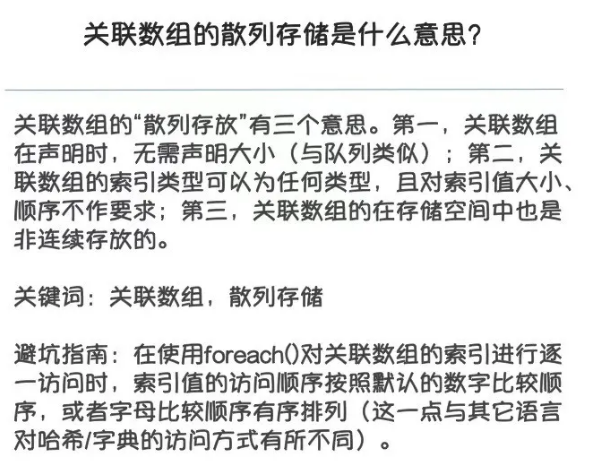 关联数组的散列存储是什么意思?
关联数组的“散列存放”有三个意思。第一，关联数组
在声明时，无需声明大小（与队列类似）；第二，关
联数组的索引类型可以为任何类型，且对索引值大小、
顺序不作要求；第三，关联数组的在存储空间中也是
非连续存放的。
关键词：关联数组，散列存储
避坑指南：在使用foreach()对关联数组的索引进行逐
一访问时，索引值的访问顺序按照默认的数字比较顺
序，或者字母比较顺序有序排列（这一点与其它语言
对哈希/字典的访问方式有所不同）。